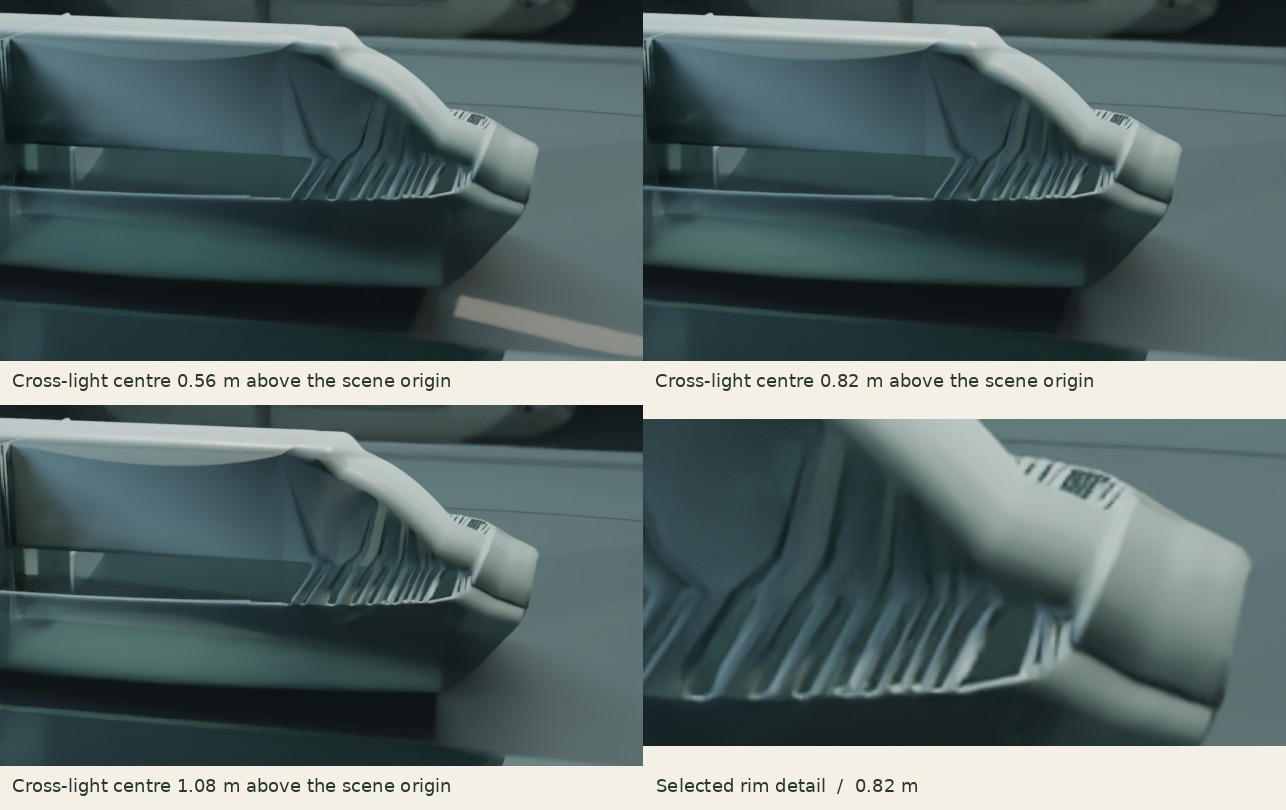 Cross-light centre 0.56 m above the scene origin
Cross-light centre 0.82 m above the scene origin
Cross-light centre 1.08 m above the scene origin
Selected rim detail / 0.82 m